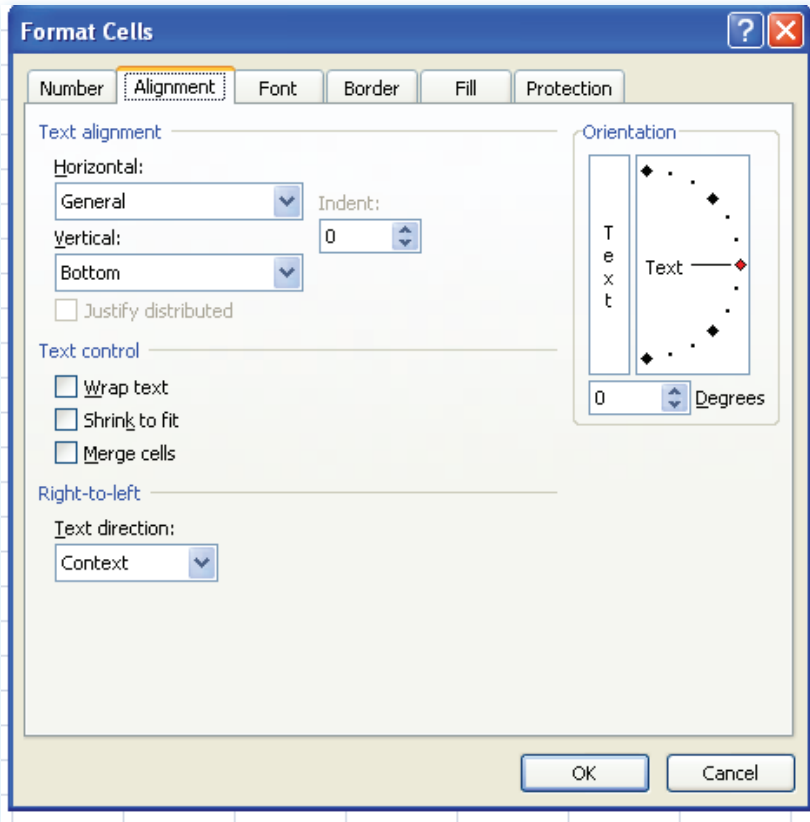 Format Cells
?
Number Alignment Font Border Fill Protection
Text alignment
Horizontal:
General
Indent:
Vertical:
0
Bottom
Justify distributed
Text control
Wrap text
Shrink to fit
Merge cells
Right-to-left
Text direction:
Context
Orientation
T
e
x
t
Text
0 Degrees
OK Cancel